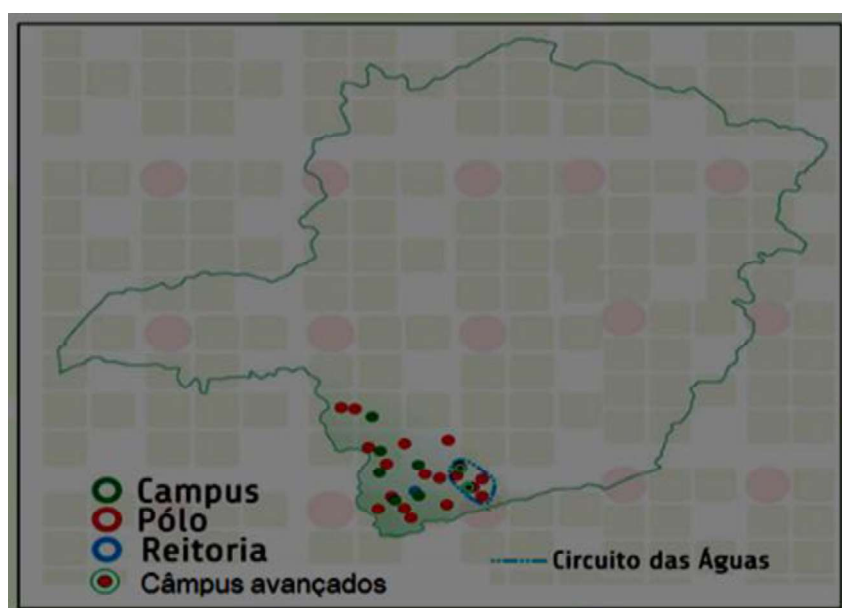 Campus
Pólo
Reitoria
Câmpus avançados
Circuito das Águas